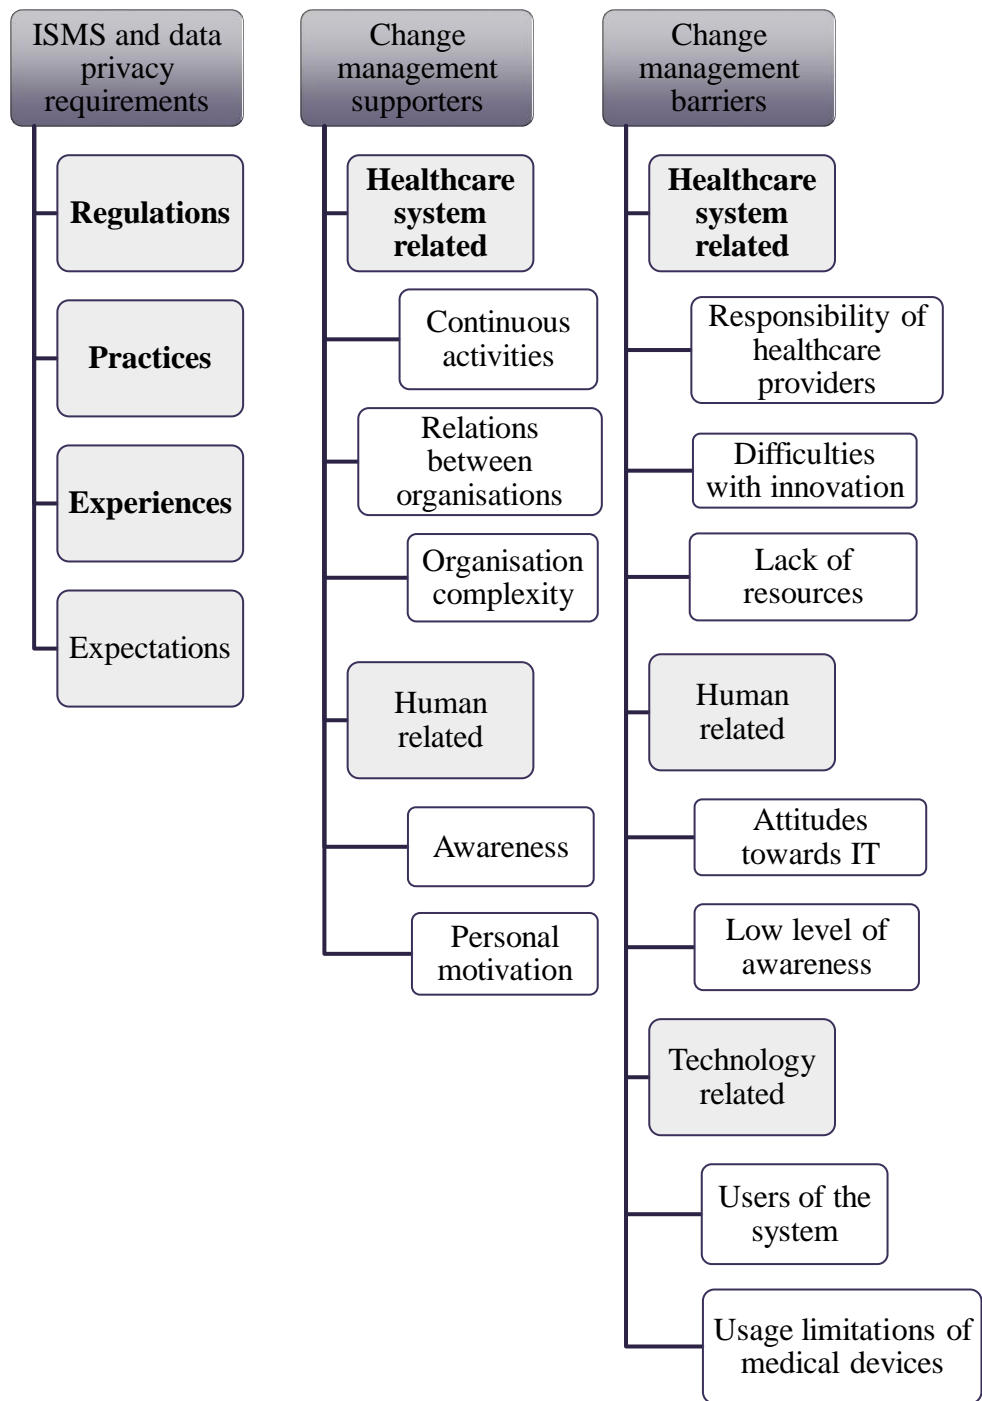 ISMS and data
privacy
requirements
Regulations
Practices
Experiences
Expectations
Change
management
supporters
Healthcare
system
related
Continuous
activities
Relations
between
organisations
Organisation
complexity
Human
related
Awareness
Personal
motivation
Change
management
barriers
Healthcare
system
related
Responsibility of
healthcare
providers
Difficulties
with innovation
Lack of
resources
Human
related
Attitudes
towards IT
Low level of
awareness
Technology
related
Users of the
system
Usage limitations of
medical devices